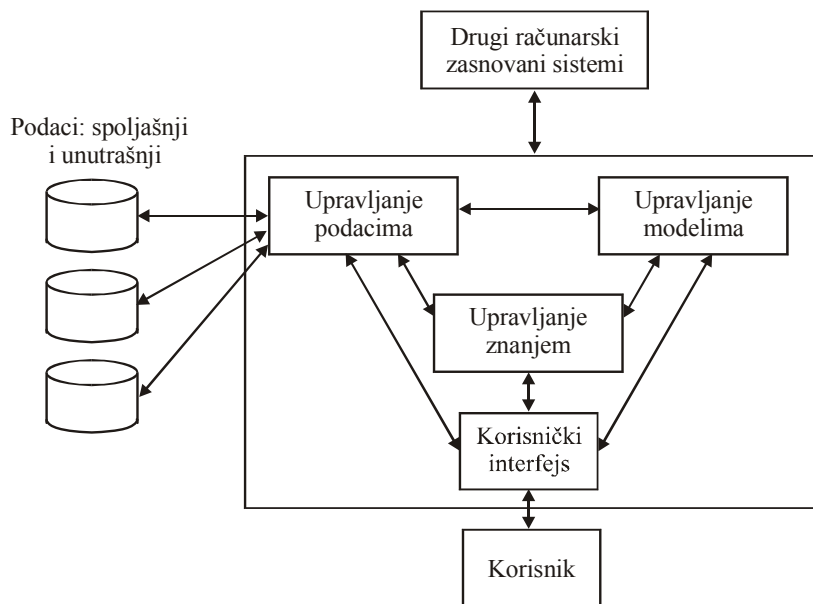 Drugi računarski
zasnovani sistemi
Podaci: spoljašnji
i unutrašnji
Upravljanje
podacima
Upravljanje
modelima
Upravljanje
znanjem
Korisnički
interfejs
Korisnik